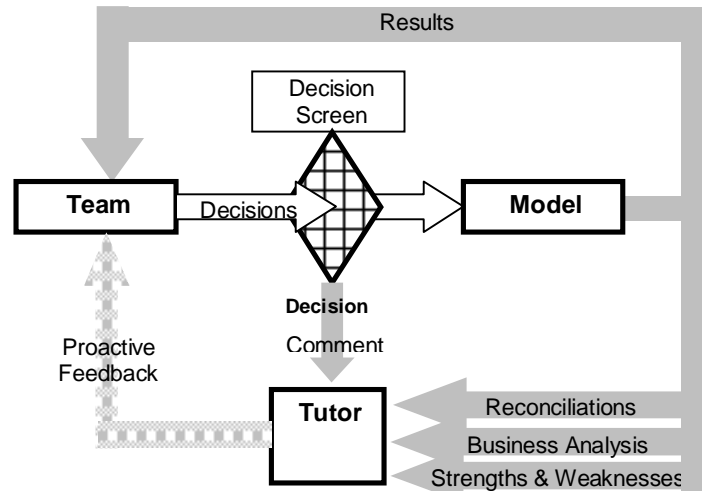 Results
Decision
Screen
Team
Decisions
Model
Decision
Comment
Proactive
Feedback
Tutor
Reconciliations
Business Analysis
Strengths & Weaknesses